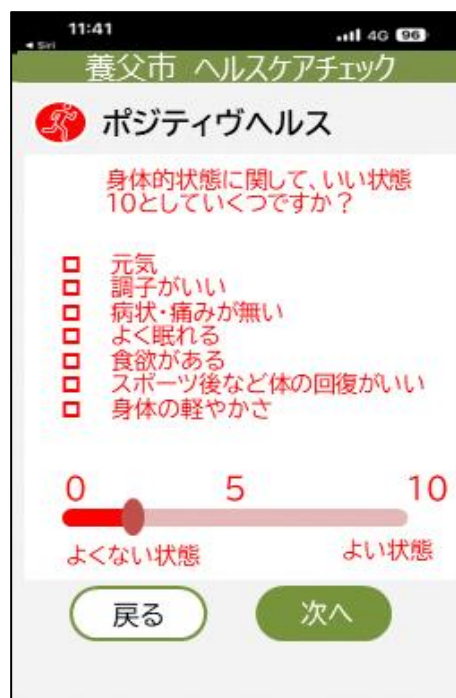 11:41
4G 96
◀ Siri
養父市 ヘルスケアチェック
ポジティヴヘルス
身体的状態に関して、いい状態
10としていくつですか？
元気
調子がいい
病状・痛みが無い
よく眠れる
食欲がある
スポーツ後など体の回復がいい
身体の軽やかさ
0 5 10
よくない状態 よい状態
戻る 次へ